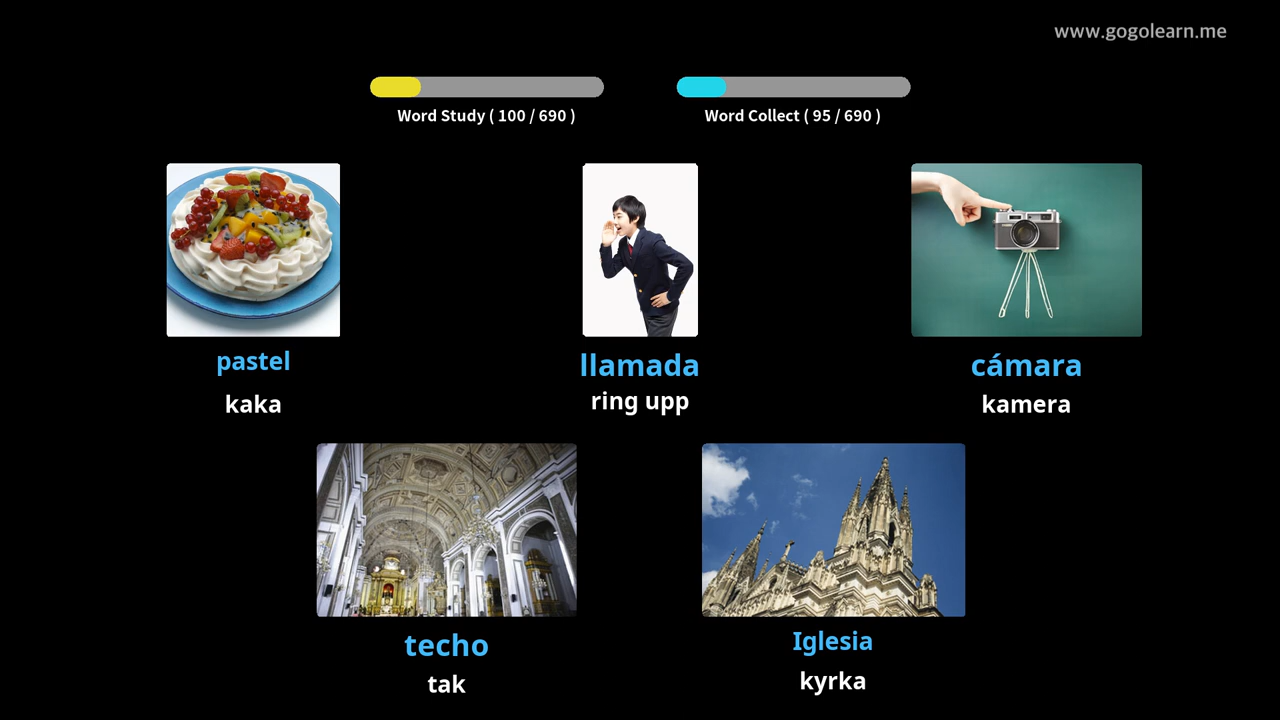 www.gogolearn.me
Word Study ( 100 / 690 )
Word Collect ( 95 / 690 )
pastel
kaka
llamada
ring upp
cámara
kamera
techo
tak
Iglesia
kyrka